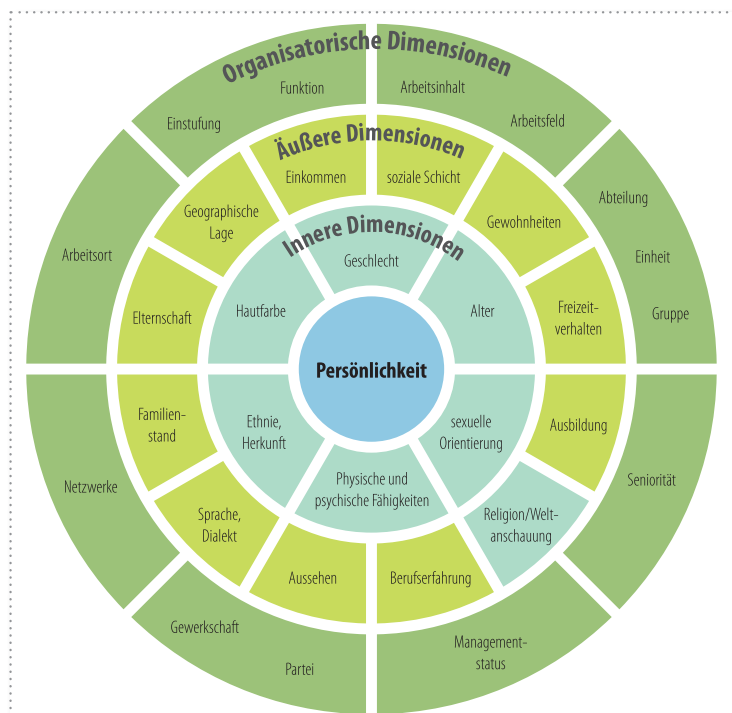 Organisatorische Dimensionen
Funktion
Arbeitsinhalt
Einstufung
Arbeitsfeld
Abteilung
Einheit
Gruppe
Arbeitsort
Seniorität
Netzwerke
Gewerkschaft
Partei
Management-
status
Äußere Dimensionen
Einkommen
soziale Schicht
Geographische
Lage
Gewohnheiten
Elternschaft
Freizeit-
verhalten
Familien-
stand
Ausbildung
Sprache,
Dialekt
Religion/Welt-
anschauung
Aussehen
Berufserfahrung
Innere Dimensionen
Geschlecht
Hautfarbe
Alter
Ethnie,
Herkunft
sexuelle
Orientierung
Physische und
psychische Fähigkeiten
Persönlichkeit